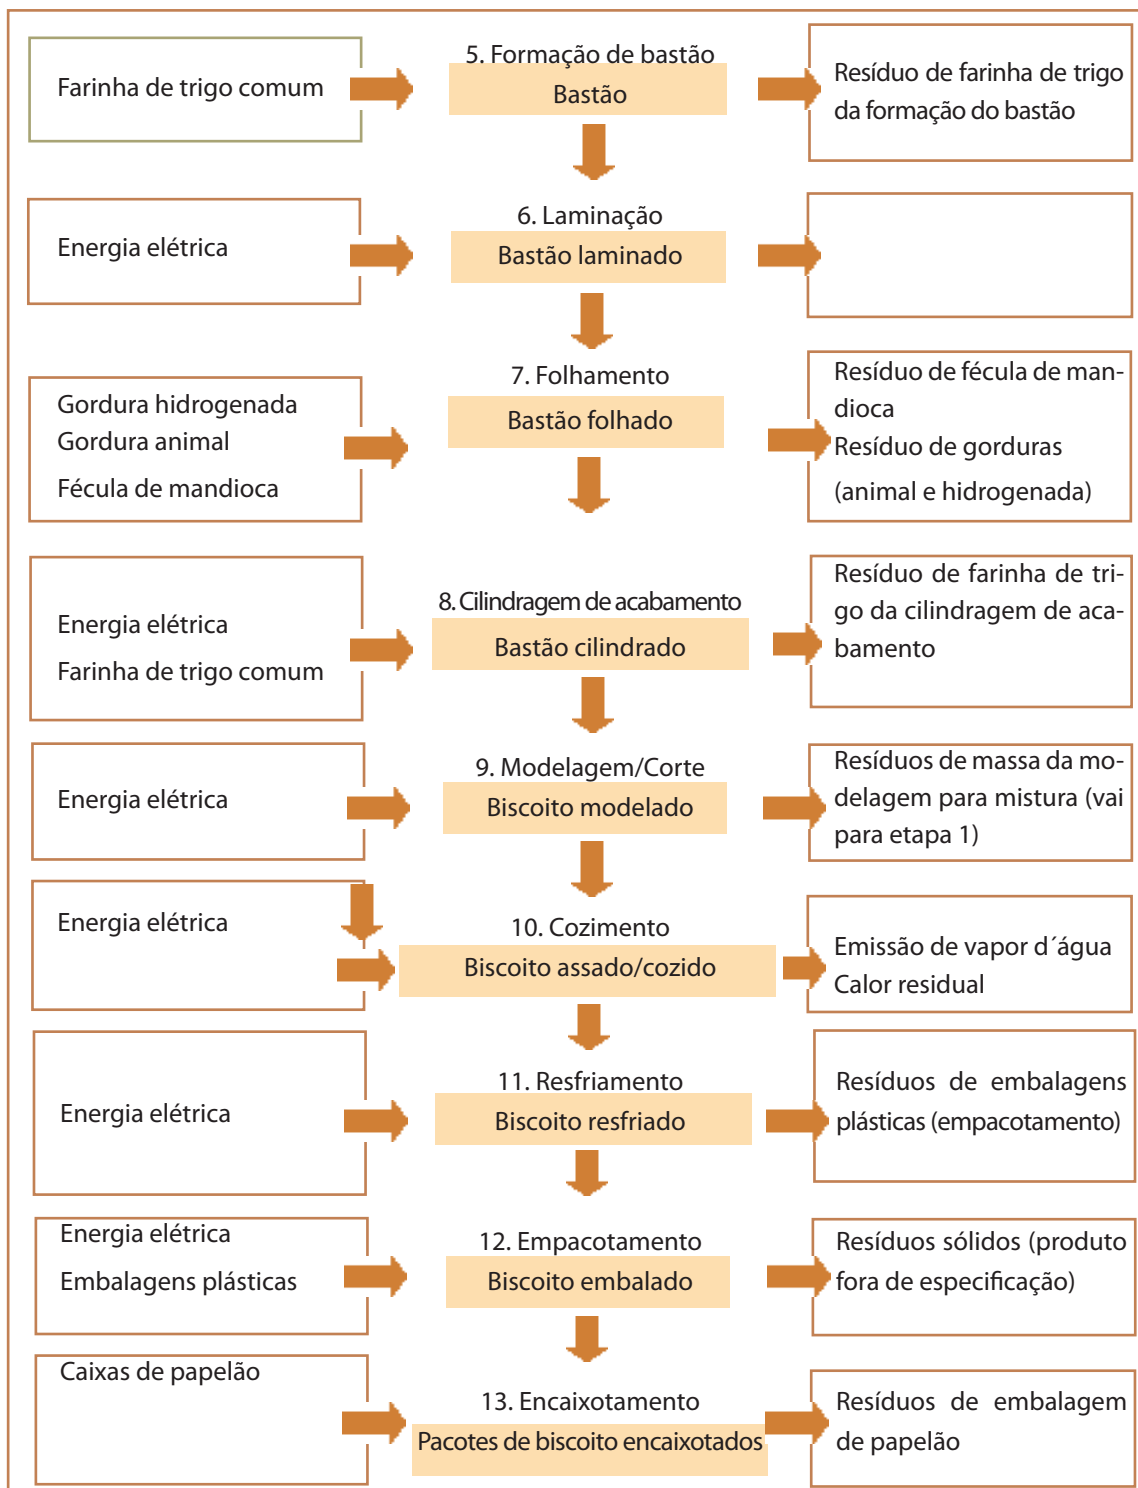 Farinha de trigo comum
5. Formação de bastão
Bastão
Resíduo de farinha de trigo
da formação do bastão
Energia elétrica
6. Laminação
Bastão laminado
Gordura hidrogenada
Gordura animal
Fécula de mandioca
7. Folhamento
Bastão folhado
Resíduo de fécula de man-
dioca
Resíduo de gorduras
(animal e hidrogenada)
Energia elétrica
Farinha de trigo comum
8. Cilindragem de acabamento
Bastão cilindrado
Resíduo de farinha de tri-
go da cilindragem de aca-
bamento
Energia elétrica
9. Modelagem/Corte
Biscoito modelado
Resíduos de massa da mo-
delagem para mistura (vai
para etapa 1)
Energia elétrica
10. Cozimento
Biscoito assado/cozido
Emissão de vapor d´água
Calor residual
Energia elétrica
11. Resfriamento
Biscoito resfriado
Resíduos de embalagens
plásticas (empacotamento)
Energia elétrica
Embalagens plásticas
12. Empacotamento
Biscoito embalado
Resíduos sólidos (produto
fora de especificação)
Caixas de papelão
13. Encaixotamento
Pacotes de biscoito encaixotados
Resíduos de embalagem
de papelão